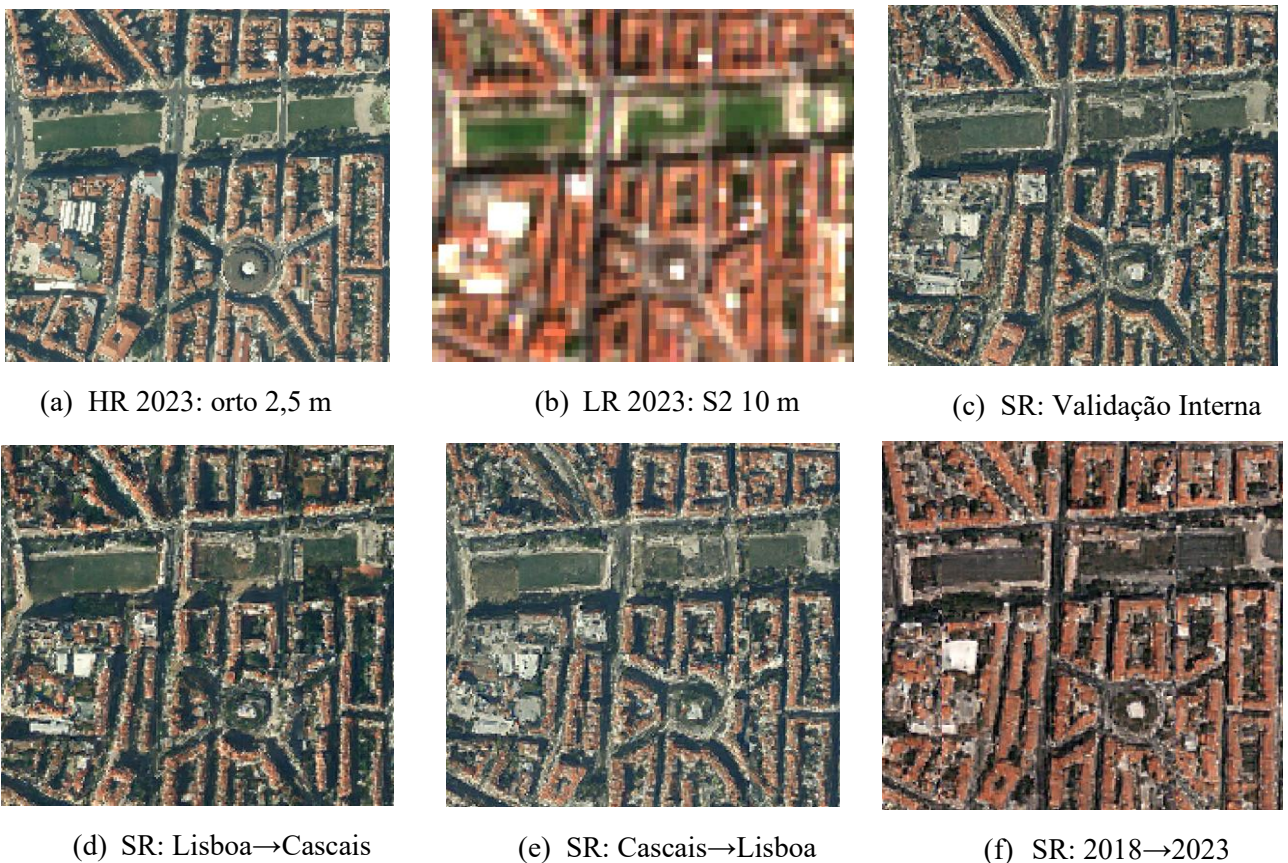 (a) HR 2023: orto 2,5 m
(b) LR 2023: S2 10 m
(c) SR: Validação Interna
(d) SR: Lisboa→Cascais
(e) SR: Cascais→Lisboa
(f) SR: 2018→2023